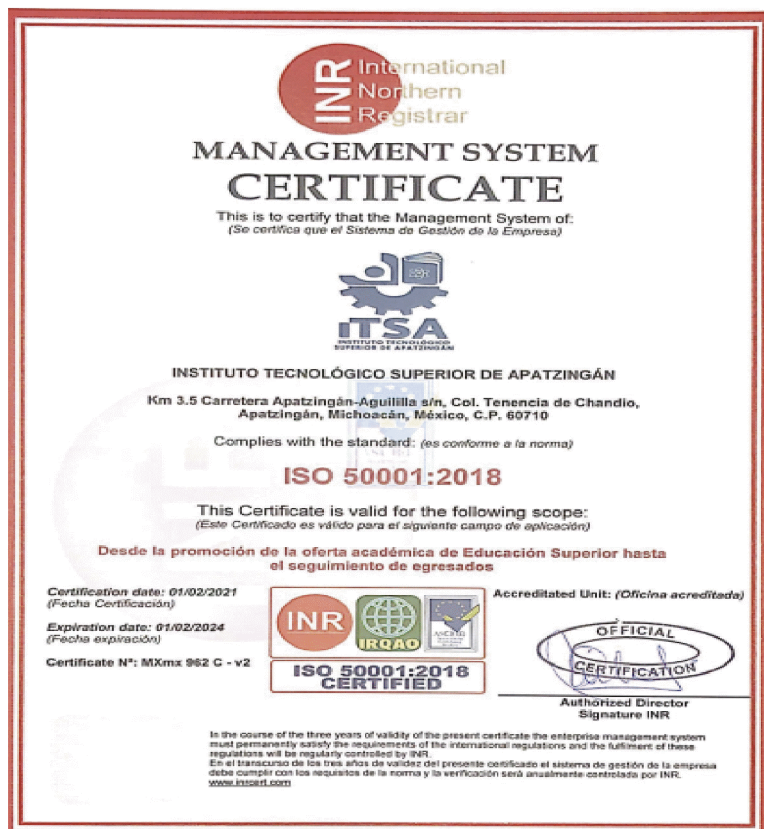 INR International
Northern
Registrar
MANAGEMENT SYSTEM
CERTIFICATE
This is to certify that the Management System of:
(Se certifica que el Sistema de Gestión de la Empresa)
ITSA
INSTITUTO TECNOLÓGICO
SUPERIOR DE APATZINGÁN
INSTITUTO TECNOLÓGICO SUPERIOR DE APATZINGÁN
Km 3.5 Carretera Apatzingán-Aguililla s/n, Col. Tenencia de Chandio,
Apatzingán, Michoacán, México, C.P. 60710
Complies with the standard: (es conforme a la norma)
ISO 50001:2018
This Certificate is valid for the following scope:
(Este Certificado es válido para el siguiente campo de aplicación)
Desde la promoción de la oferta académica de Educación Superior hasta
el seguimiento de egresados
Certification date: 01/02/2021
(Fecha Certificación)
Expiration date: 01/02/2024
(Fecha expiración)
Certificate Nº: MXmx 962 C - v2
INR
IRQAO
ISO 50001:2018
CERTIFIED
Accreditated Unit: (Oficina acreditada)
OFFICIAL
CERTIFICATION
Authorized Director
Signature INR
In the course of the three years of validity of the present certificate the enterprise management system
must permanently satisfy the requirements of the international regulations and the fulfilment of these
regulations will be regularly controlled by INR.
En el transcurso de los tres años de validez del presente certificado el sistema de gestión de la empresa
debe cumplir con los requisitos de la norma y la verificación será anualmente controlada por INR.
www.inrcert.com